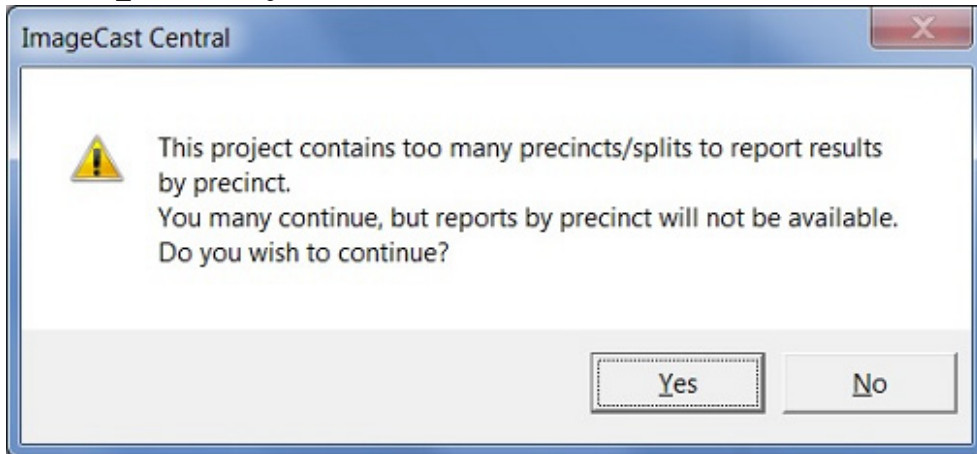 ImageCast Central
This project contains too many precincts/splits to report results
by precinct.
You many continue, but reports by precinct will not be available.
Do you wish to continue?
Yes
No